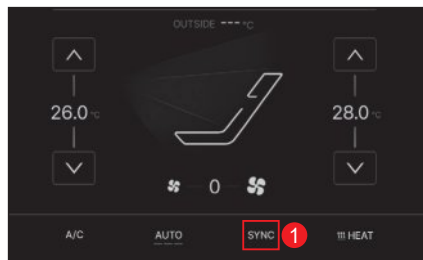 OUTSIDE --- °C
26.0 °C
28.0 °C
0
A/C
AUTO
SYNC
1
HEAT